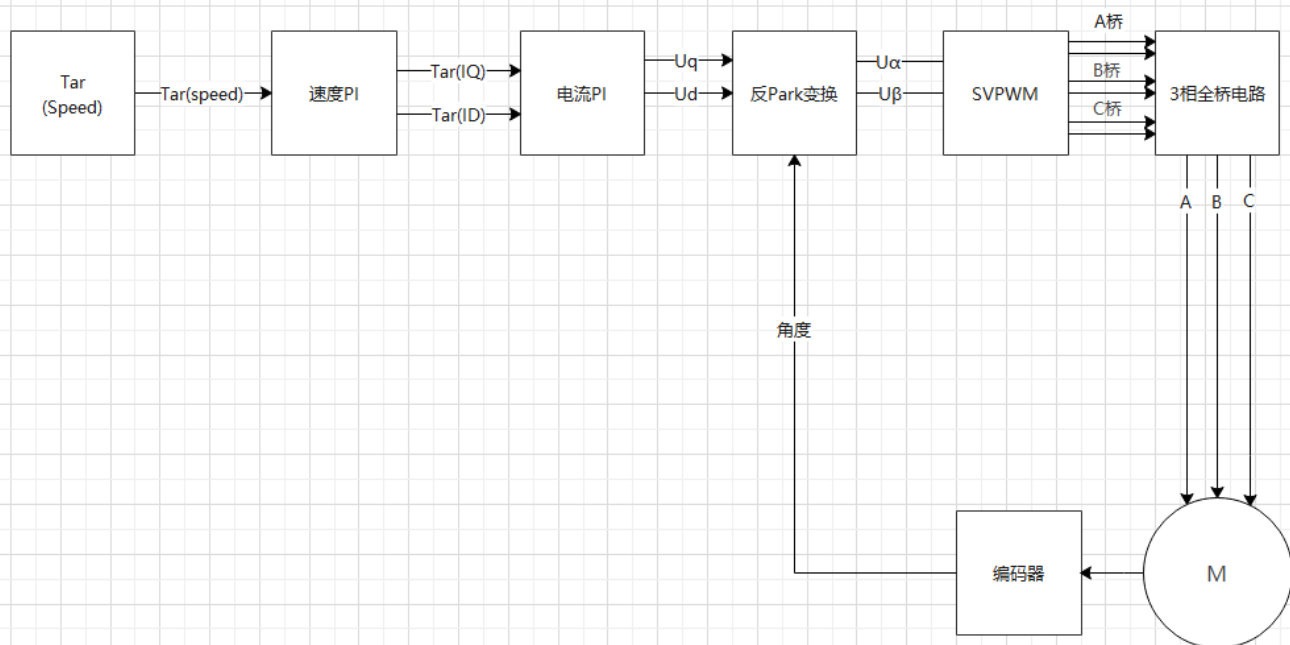 A桥
Tar
(Speed)
Tar(speed)
速度PI
Tar(IQ)
Tar(ID)
电流PI
Uq
Ud
反Park变换
Uα
Uβ
SVPWM
B桥
C桥
3相全桥电路
A
B
C
角度
编码器
M